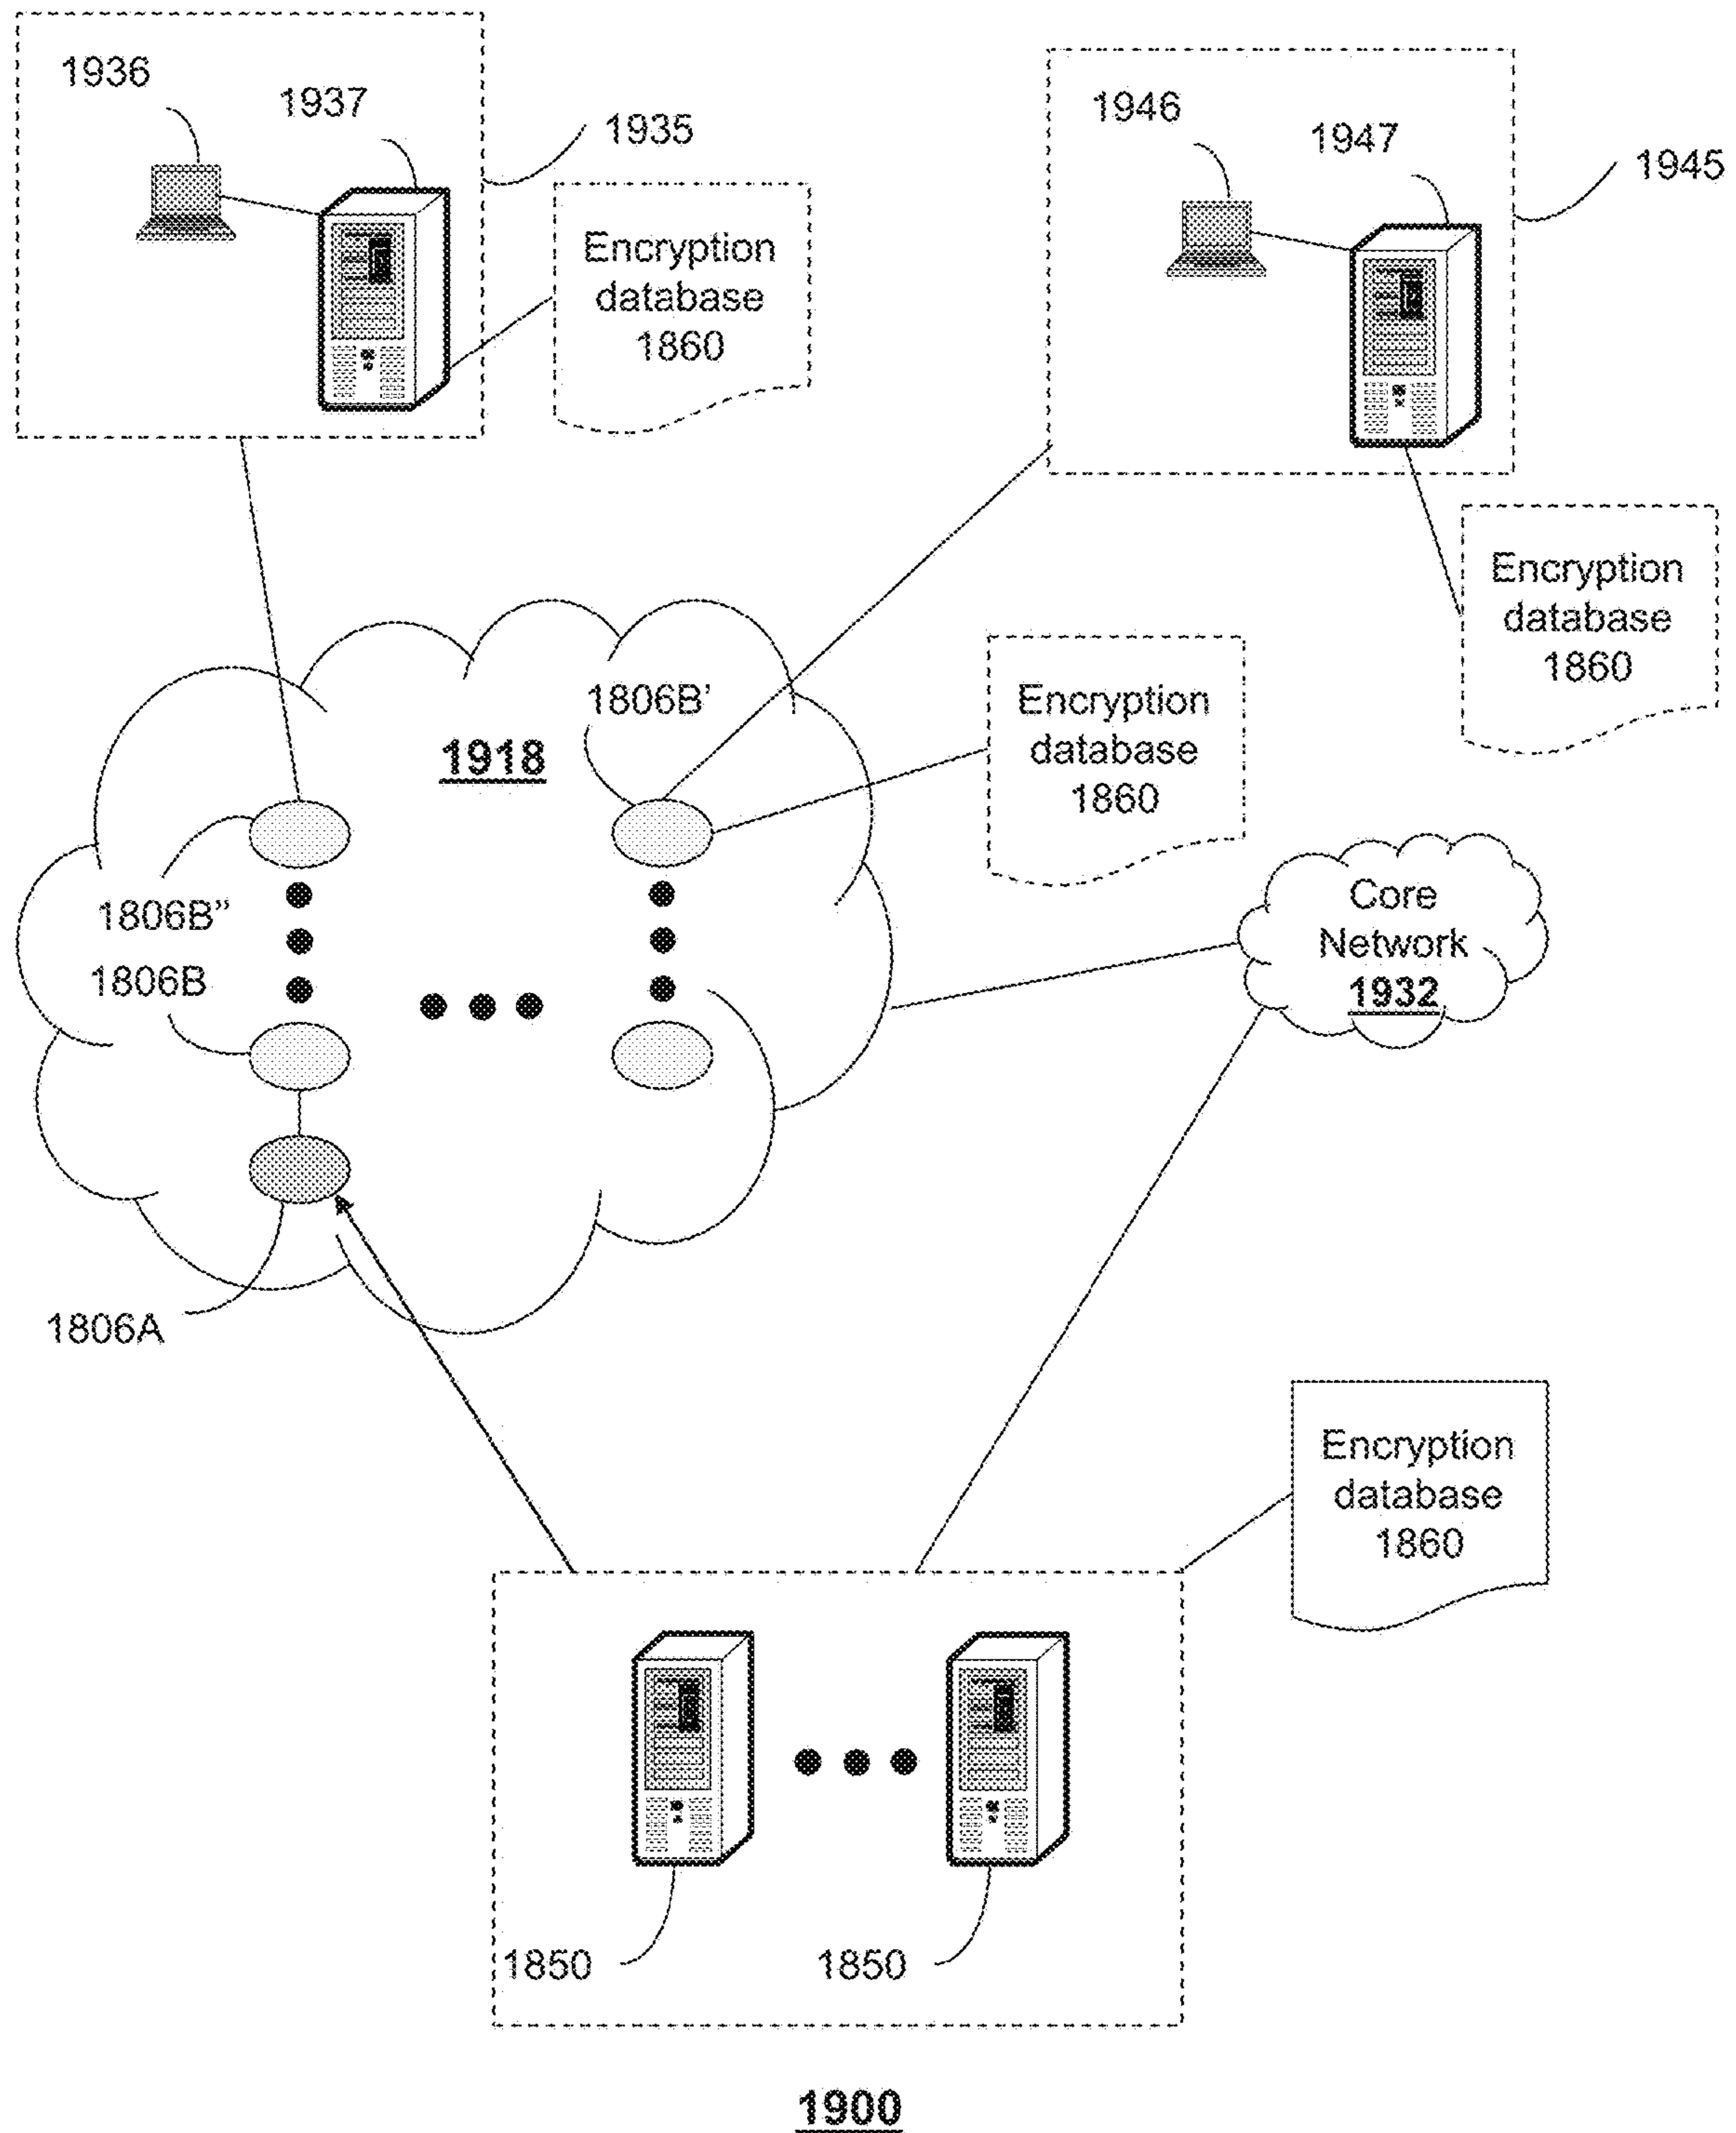 1936
1937
1935
Encryption
database
1860
1946
1947
1945
Encryption
database
1860
1806B'
1918
Encryption
database
1860
1806B"
1806B
Core
Network
1932
1806A
Encryption
database
1860
1850
1850
1900